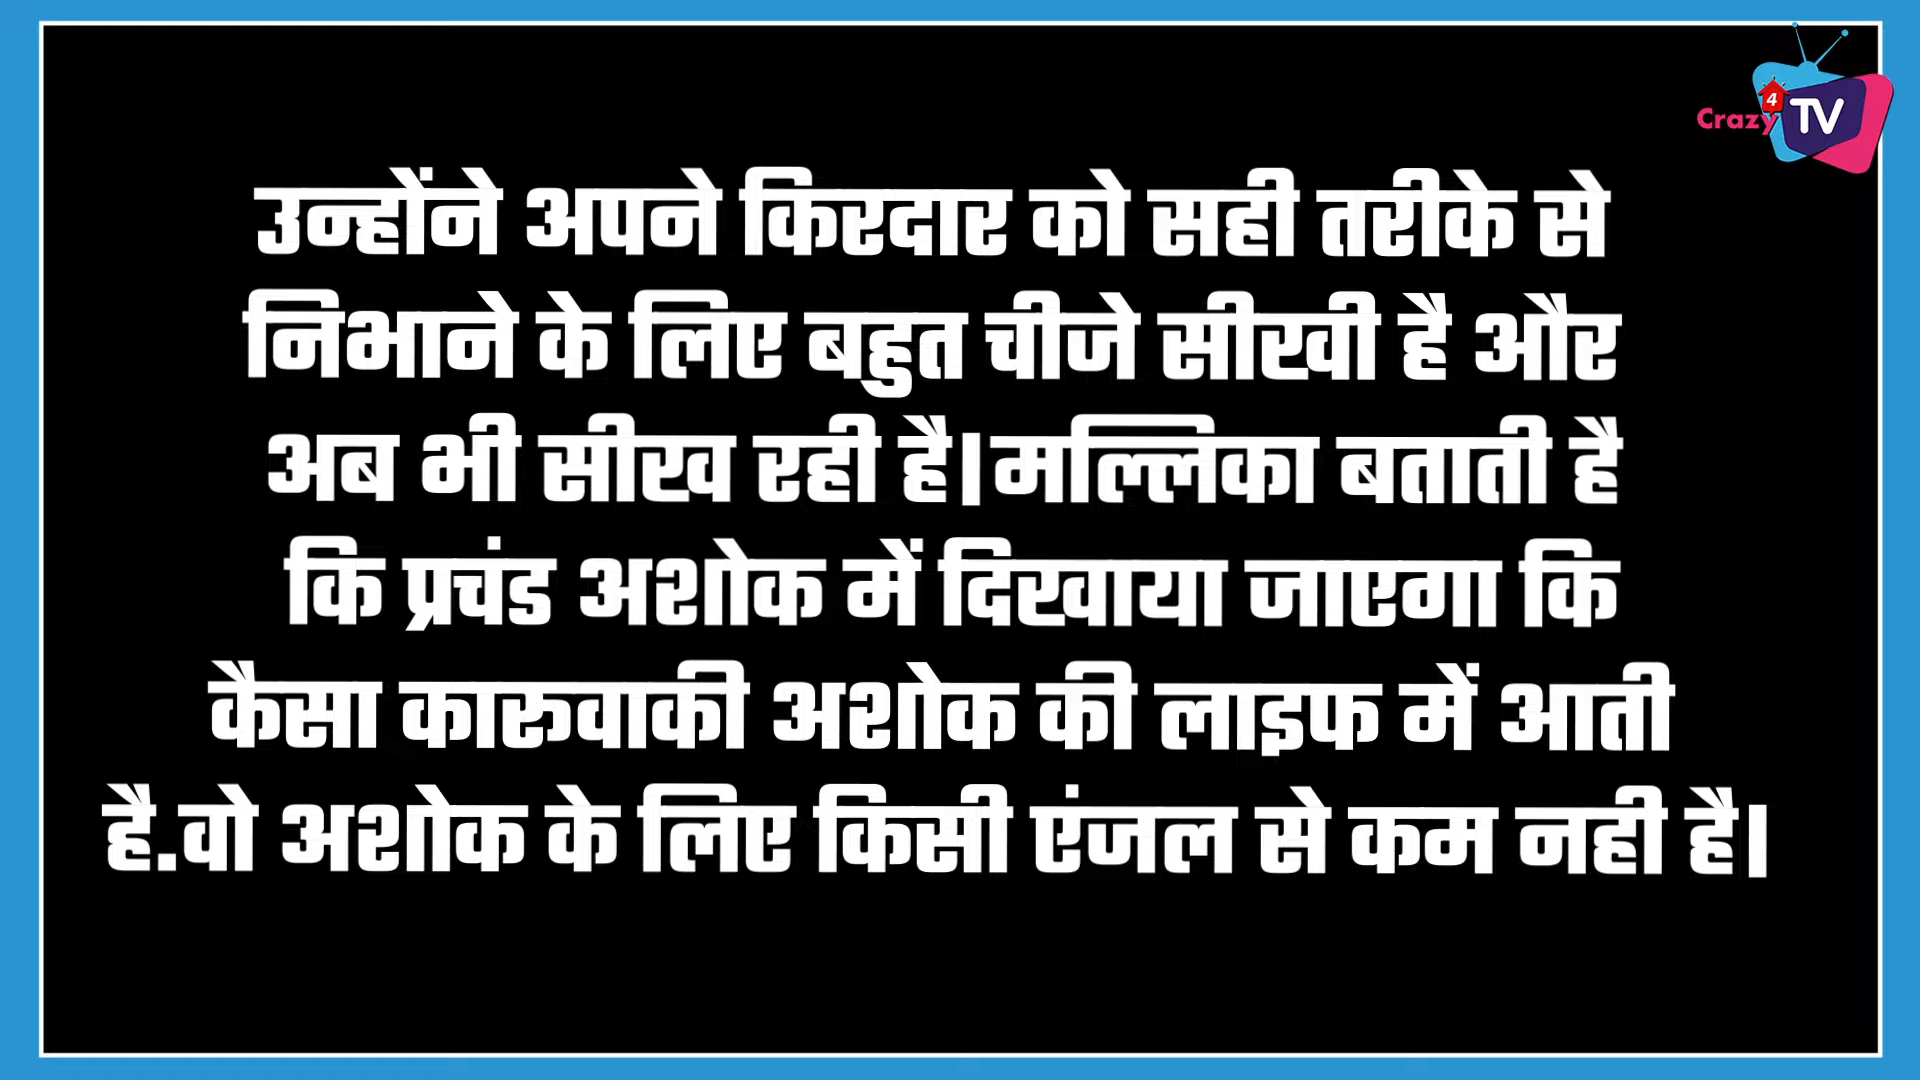 Crazy 4 TV
उन्होंने अपने किरदार को सही तरीके से
निभाने के लिए बहुत चीजे सीखी है और
अब भी सीख रही है।मल्लिका बताती है
कि प्रचंड अशोक में दिखाया जाएगा कि
कैसा कारुवाकी अशोक की लाइफ में आती
है.वो अशोक के लिए किसी एंजल से कम नही है।